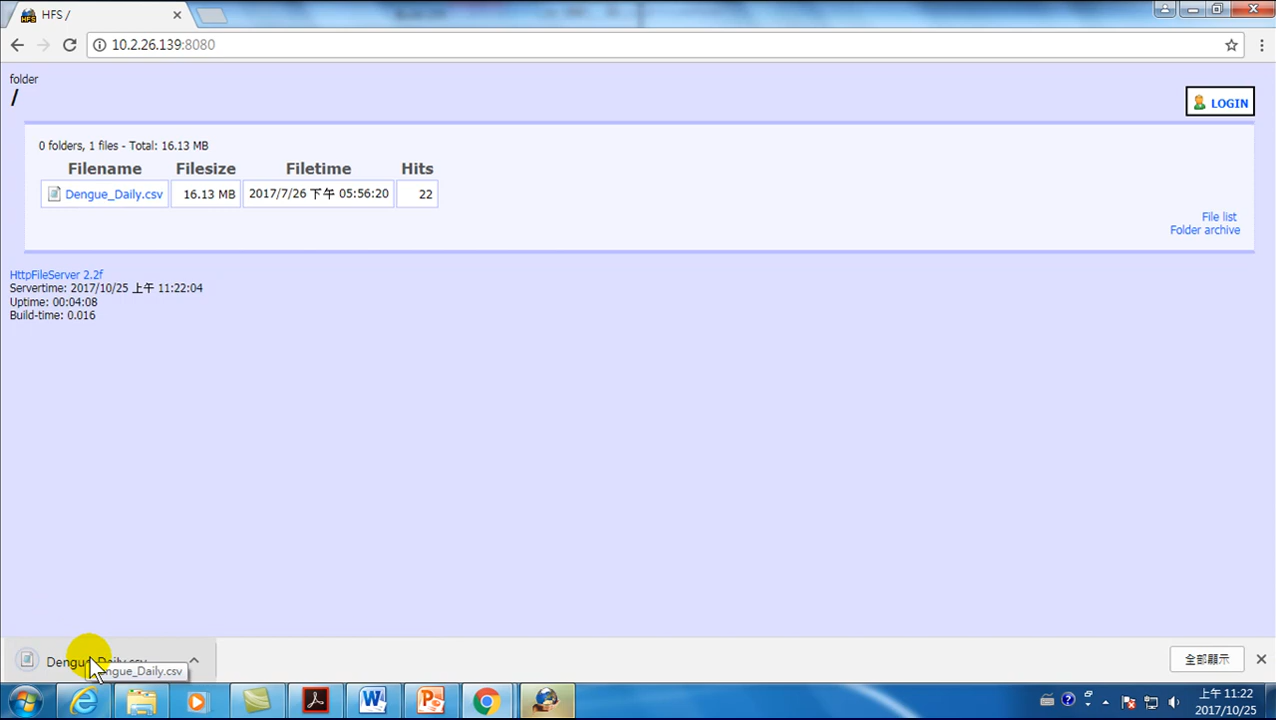 HFS /
10.2.26.139:8080
folder
/
LOGIN
0 folders, 1 files - Total: 16.13 MB
Filename Filesize Filetime Hits
Dengue_Daily.csv 16.13 MB 2017/7/26 下午 05:56:20 22
File list
Folder archive
HttpFileServer 2.2f
Servertime: 2017/10/25 上午 11:22:04
Uptime: 00:04:08
Build-time: 0.016
Dengue_Daily.csv 全部顯示
上午 11:22
2017/10/25